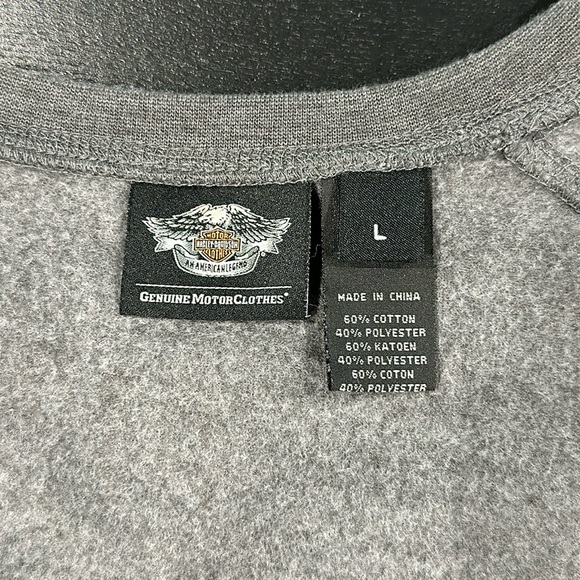 MOTOR
HARLEY-DAVIDSON
CLOTHES
AN AMERICAN LEGEND
GENUINE MOTORCLOTHES®
L
MADE IN CHINA
60% COTTON
40% POLYESTER
60% KATOEN
40% POLYESTER
60% COTON
40% POLYESTER